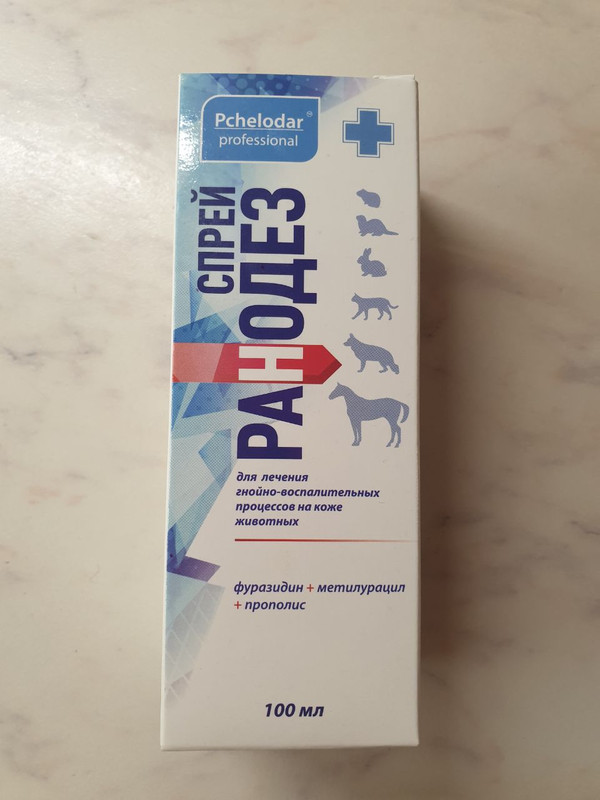 Pchelodar®
professional
СПРЕЙ
РАНОДЕЗ
для лечения
гнойно-воспалительных
процессов на коже
животных
фуразидин + метилурацил
+ прополис
100 мл